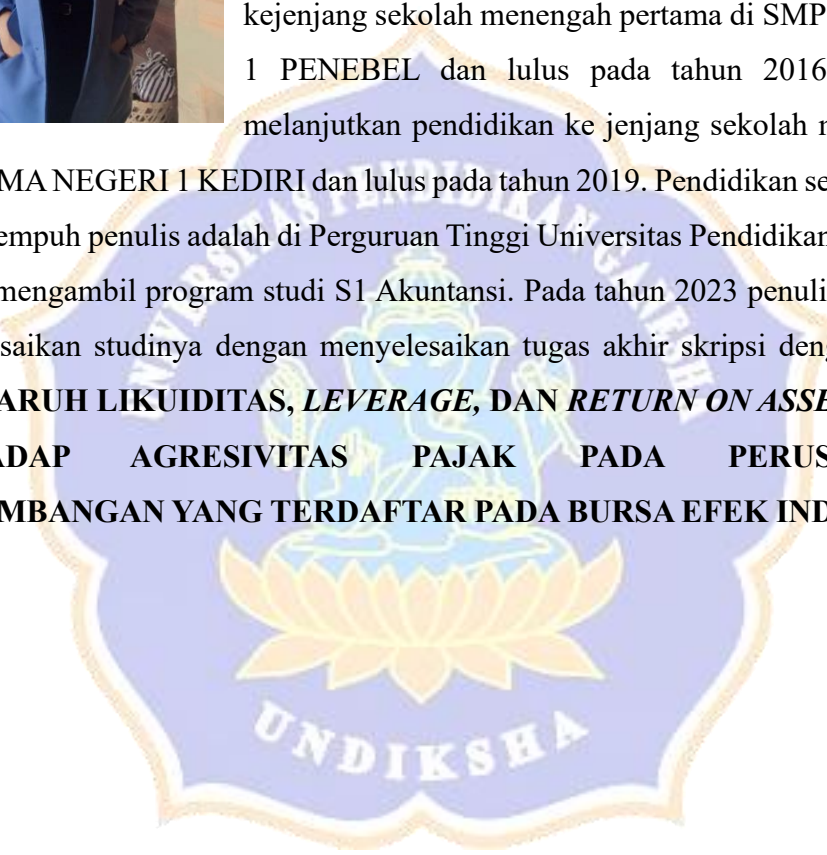 kejenjang sekolah menengah pertama di SMP
1 PENEBEL dan lulus pada tahun 2016
melanjutkan pendidikan ke jenjang sekolah
MA NEGERI 1 KEDIRI dan lulus pada tahun 2019. Pendidikan se
empuh penulis adalah di Perguruan Tinggi Universitas Pendidikan
mengambil program studi S1 Akuntansi. Pada tahun 2023 penuli
saikan studinya dengan menyelesaikan tugas akhir skripsi deng
ARUH LIKUIDITAS, LEVERAGE, DAN RETURN ON ASSE
ADAP AGRESIVITAS PAJAK PADA PERUS
MBANGAN YANG TERDAFTAR PADA BURSA EFEK IND
UNIVERSITAS PENDIDIKAN GANESHA
UNDIKSHA